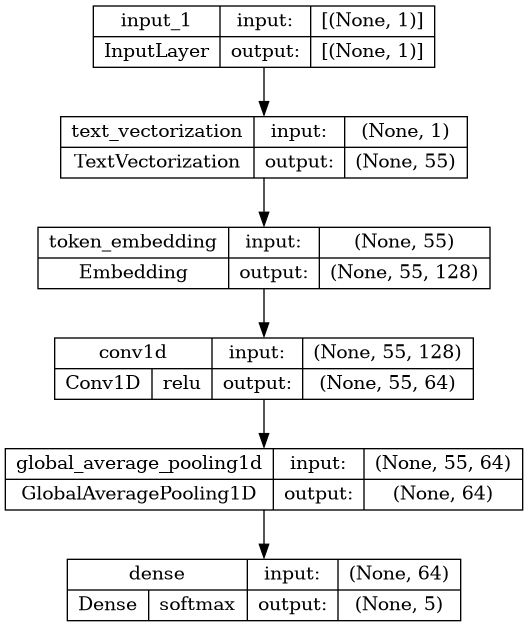 input_1 input: [(None, 1)]
InputLayer output: [(None, 1)]
text_vectorization input: (None, 1)
TextVectorization output: (None, 55)
token_embedding input: (None, 55)
Embedding output: (None, 55, 128)
conv1d input: (None, 55, 128)
Conv1D relu output: (None, 55, 64)
global_average_pooling1d input: (None, 55, 64)
GlobalAveragePooling1D output: (None, 64)
dense input: (None, 64)
Dense softmax output: (None, 5)